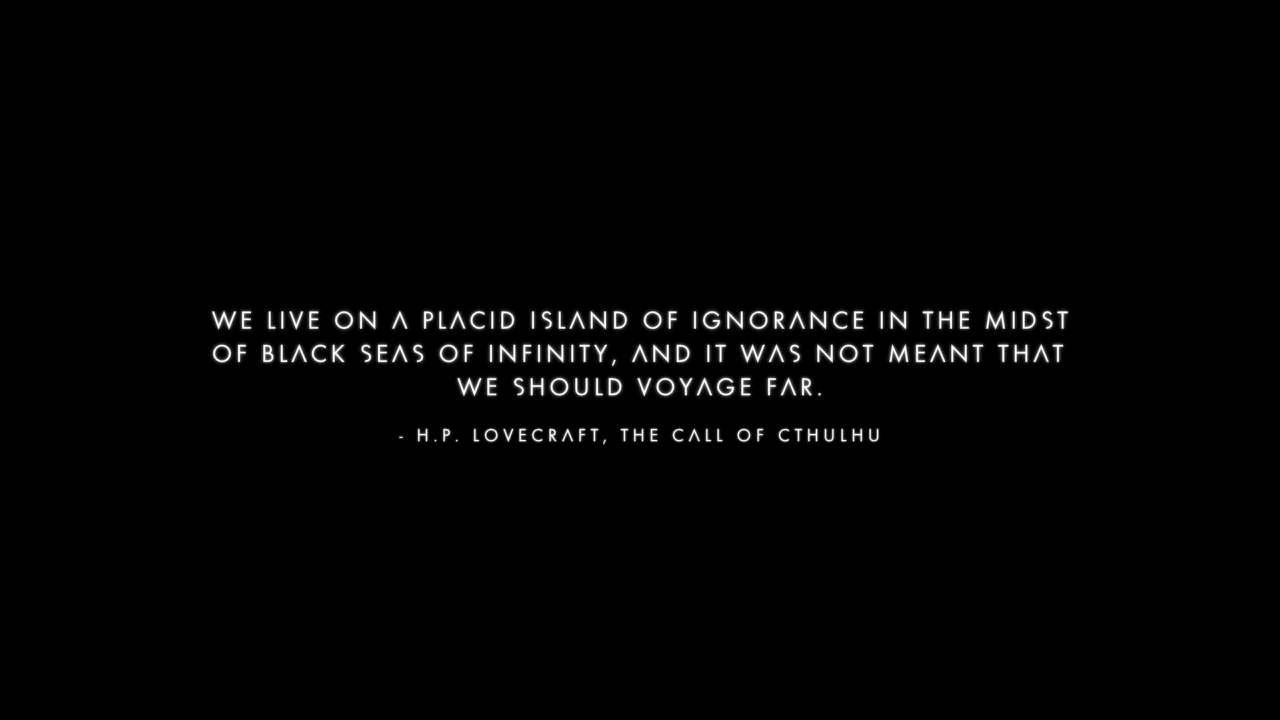 WE LIVE ON A PLACID ISLAND OF IGNORANCE IN THE MIDST
OF BLACK SEAS OF INFINITY, AND IT WAS NOT MEANT THAT
WE SHOULD VOYAGE FAR.
- H.P. LOVECRAFT, THE CALL OF CTHULHU